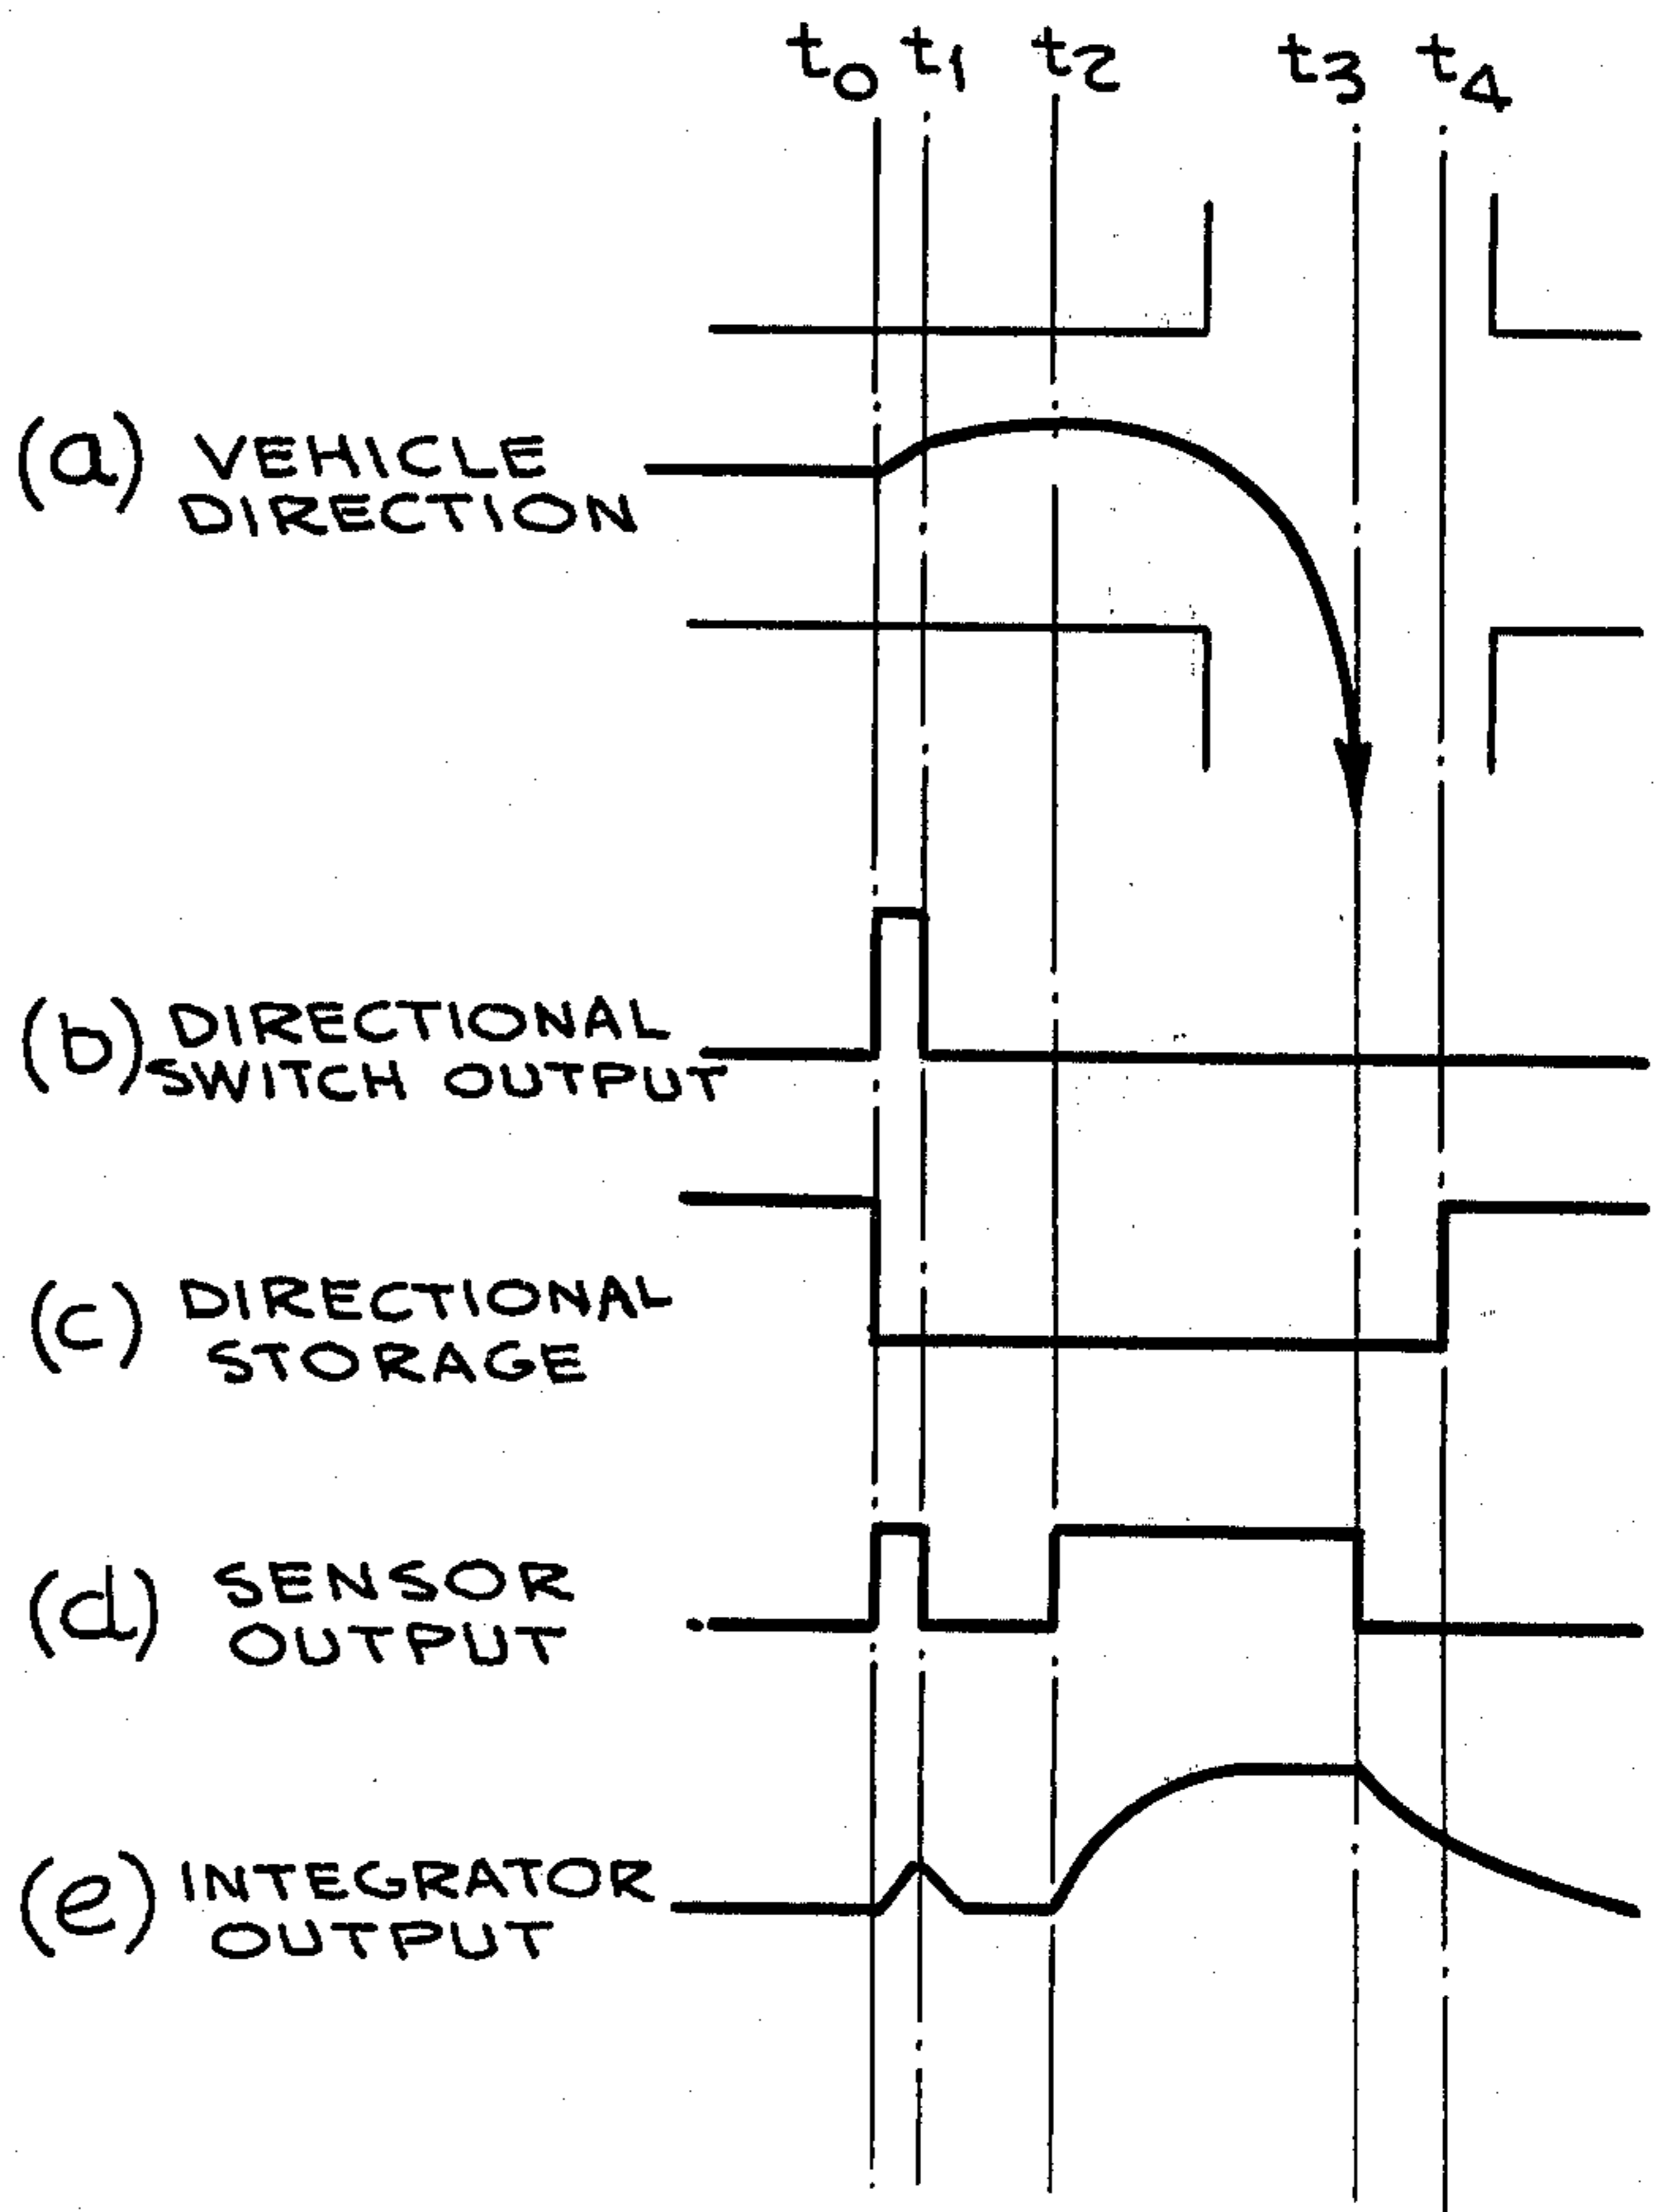 t0 t1 t2 t3 t4
(a) VEHICLE
DIRECTION
(b) DIRECTIONAL
SWITCH OUTPUT
(c) DIRECTIONAL
STORAGE
(d) SENSOR
OUTPUT
(e) INTEGRATOR
OUTPUT